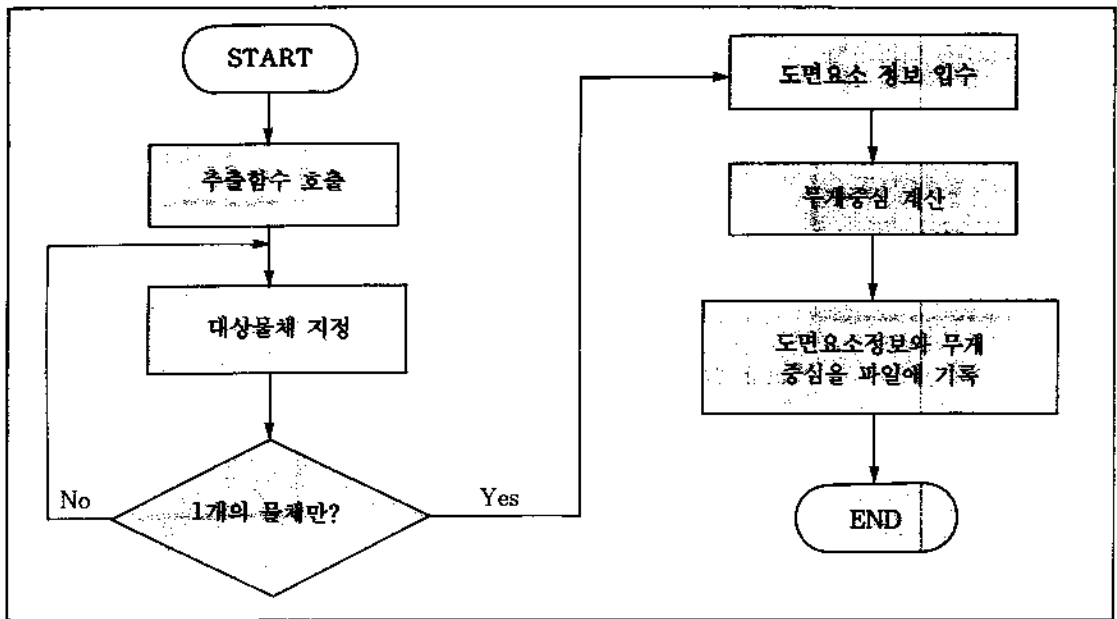 START
추출함수 호출
대상물체 지정
1개의 물체만?
No
Yes
도면요소 정보 입수
무게중심 계산
도면요소정보와 무게
중심을 파일에 기록
END